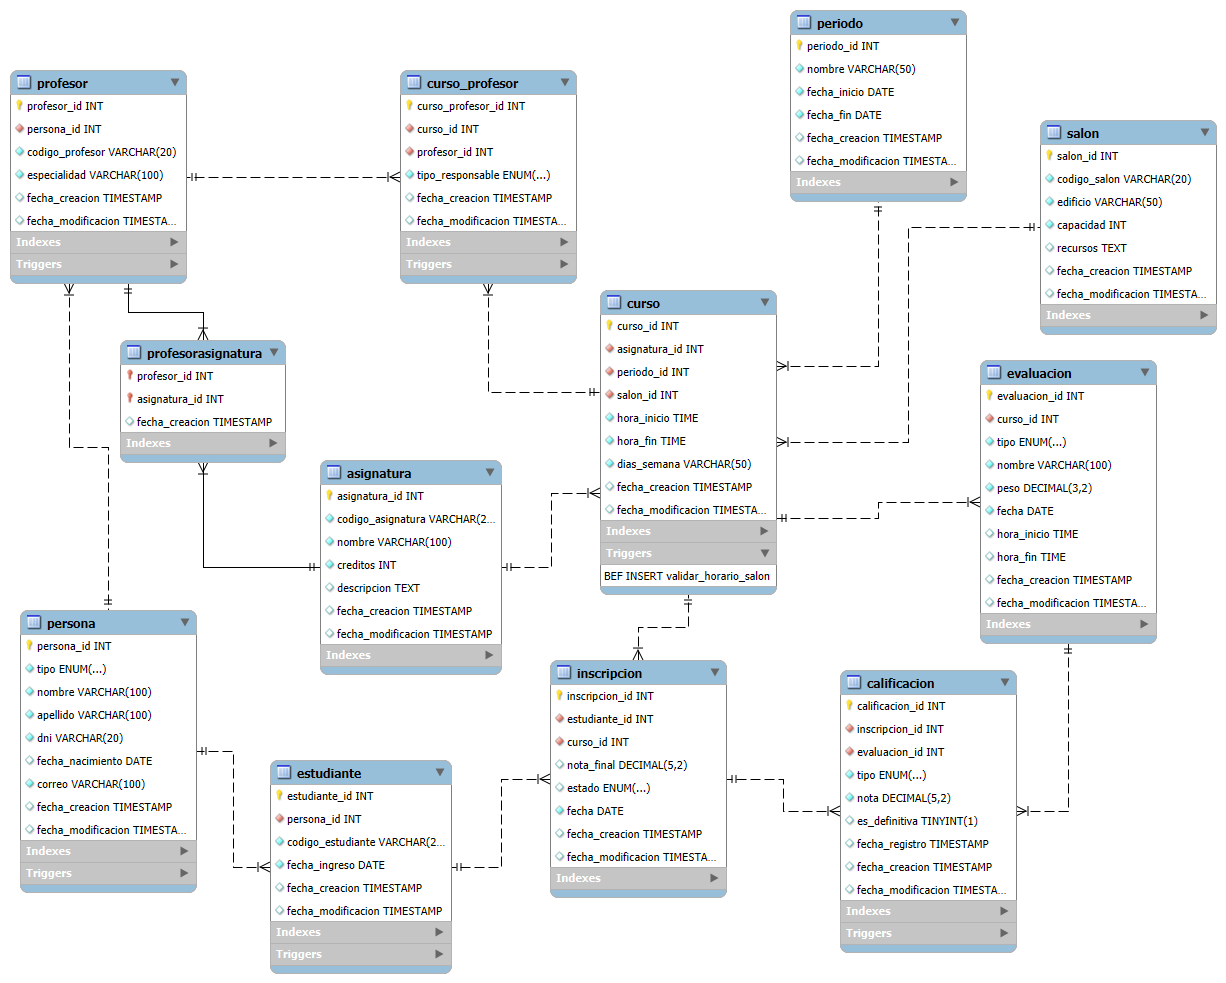 profesor
profesor_id INT
persona_id INT
codigo_profesor VARCHAR(20)
especialidad VARCHAR(100)
fecha_creacion TIMESTAMP
fecha_modificacion TIMESTA...
Indexes
Triggers
curso_profesor
curso_profesor_id INT
curso_id INT
profesor_id INT
tipo_responsable ENUM(...)
fecha_creacion TIMESTAMP
fecha_modificacion TIMESTA...
Indexes
Triggers
periodo
periodo_id INT
nombre VARCHAR(50)
fecha_inicio DATE
fecha_fin DATE
fecha_creacion TIMESTAMP
fecha_modificacion TIMESTA...
Indexes
salon
salon_id INT
codigo_salon VARCHAR(20)
edificio VARCHAR(50)
capacidad INT
recursos TEXT
fecha_creacion TIMESTAMP
fecha_modificacion TIMESTA...
Indexes
profesorasignatura
profesor_id INT
asignatura_id INT
fecha_creacion TIMESTAMP
Indexes
curso
curso_id INT
asignatura_id INT
periodo_id INT
salon_id INT
hora_inicio TIME
hora_fin TIME
dias_semana VARCHAR(50)
fecha_creacion TIMESTAMP
fecha_modificacion TIMESTA...
Indexes
Triggers
BEF INSERT validar_horario_salon
evaluacion
evaluacion_id INT
curso_id INT
tipo ENUM(...)
nombre VARCHAR(100)
peso DECIMAL(3,2)
fecha DATE
hora_inicio TIME
hora_fin TIME
fecha_creacion TIMESTAMP
fecha_modificacion TIMESTA...
Indexes
asignatura
asignatura_id INT
codigo_asignatura VARCHAR(2...
nombre VARCHAR(100)
creditos INT
descripcion TEXT
fecha_creacion TIMESTAMP
fecha_modificacion TIMESTAMP
Indexes
persona
persona_id INT
tipo ENUM(...)
nombre VARCHAR(100)
apellido VARCHAR(100)
dni VARCHAR(20)
fecha_nacimiento DATE
correo VARCHAR(100)
fecha_creacion TIMESTAMP
fecha_modificacion TIMESTA...
Indexes
Triggers
estudiante
estudiante_id INT
persona_id INT
codigo_estudiante VARCHAR(2...
fecha_ingreso DATE
fecha_creacion TIMESTAMP
fecha_modificacion TIMESTAMP
Indexes
Triggers
inscripcion
inscripcion_id INT
estudiante_id INT
curso_id INT
nota_final DECIMAL(5,2)
estado ENUM(...)
fecha DATE
fecha_creacion TIMESTAMP
fecha_modificacion TIMESTA...
Indexes
calificacion
calificacion_id INT
inscripcion_id INT
evaluacion_id INT
tipo ENUM(...)
nota DECIMAL(5,2)
es_definitiva TINYINT(1)
fecha_registro TIMESTAMP
fecha_creacion TIMESTAMP
fecha_modificacion TIMESTA...
Indexes
Triggers